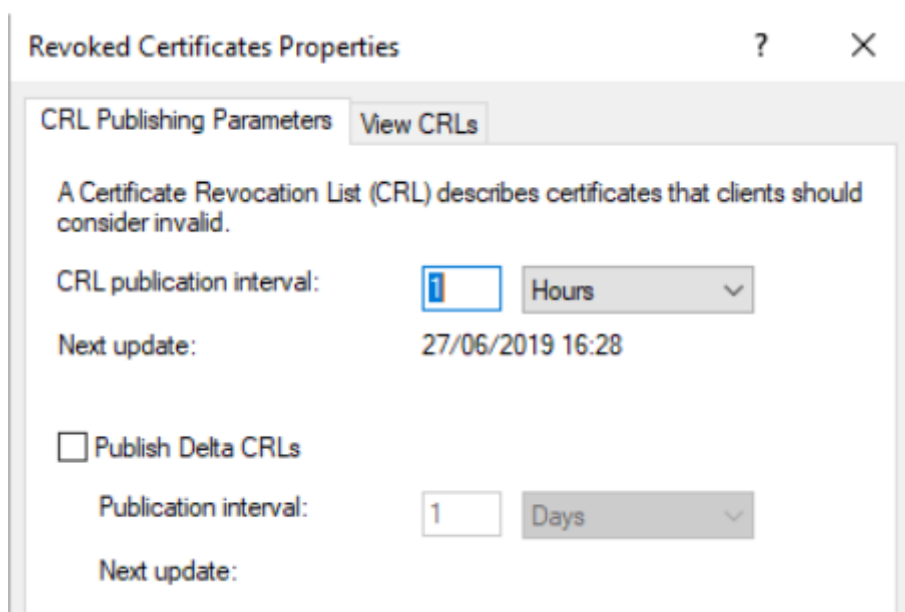 Revoked Certificates Properties ? ×
CRL Publishing Parameters View CRLs
A Certificate Revocation List (CRL) describes certificates that clients should
consider invalid.
CRL publication interval: 1 Hours
Next update: 27/06/2019 16:28
Publish Delta CRLs
Publication interval: 1 Days
Next update: